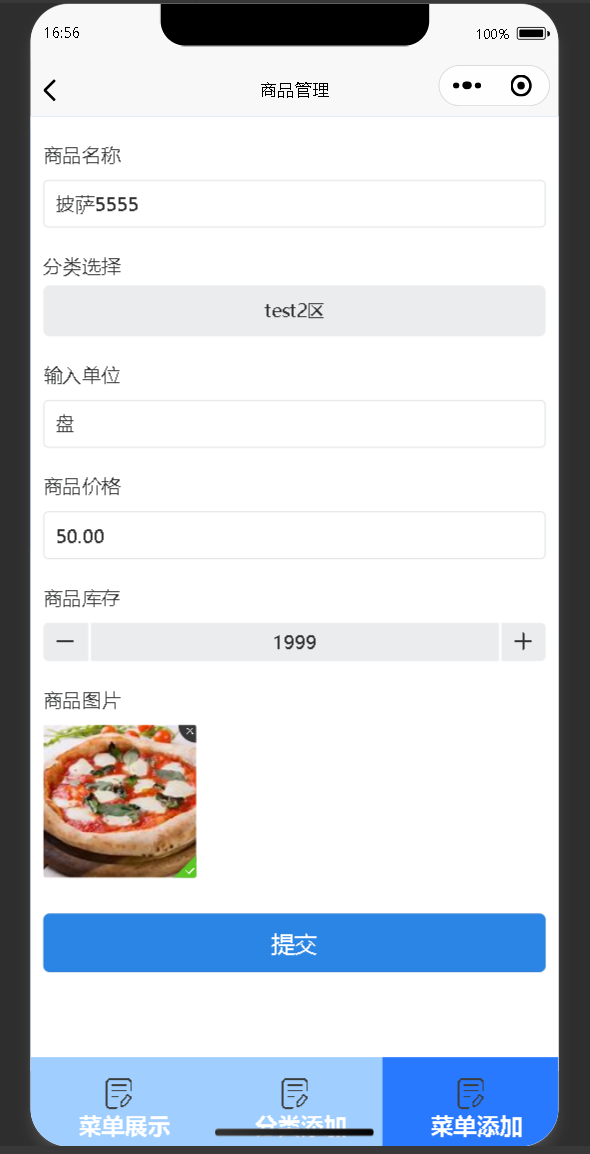 16:56
100%
商品管理
商品名称
披萨5555
分类选择
test2区
输入单位
盘
商品价格
50.00
商品库存
1999
商品图片
提交
菜单展示
分类添加
菜单添加